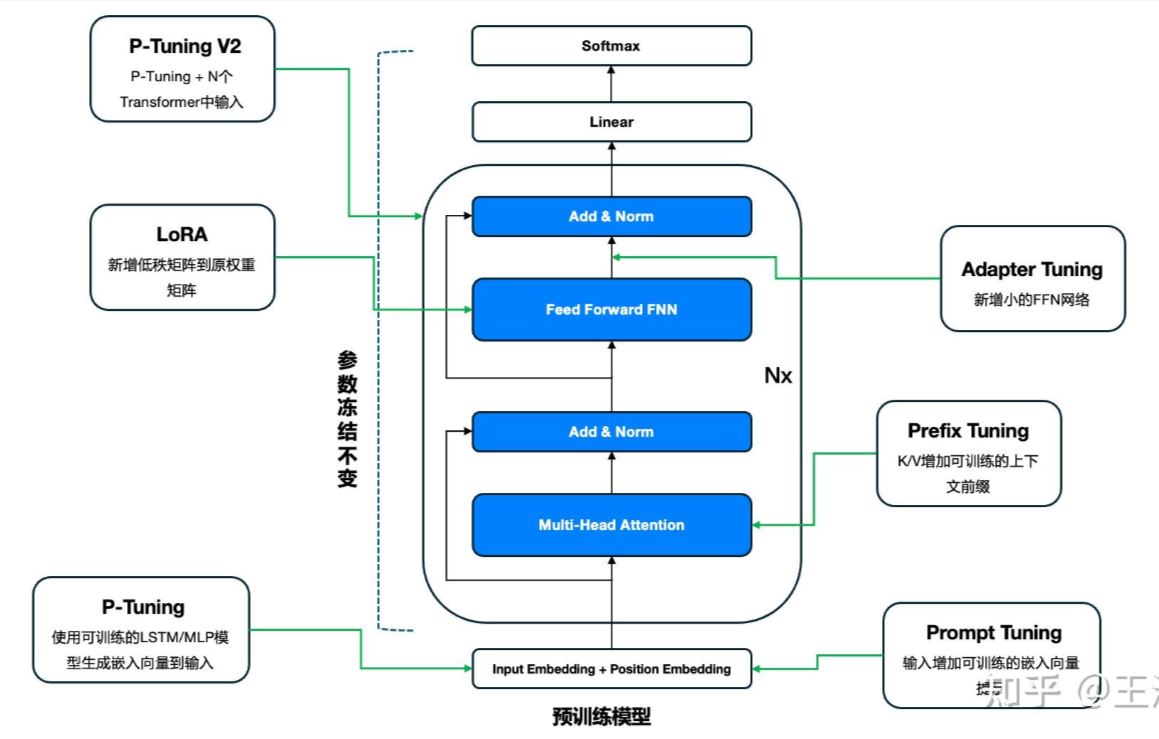 Softmax
P-Tuning V2
P-Tuning + N个
Transformer中输入
Linear
Add & Norm
LoRA
新增低秩矩阵到原权重
矩阵
Adapter Tuning
新增小的FFN网络
Feed Forward FNN
参数冻结不变
Nx
Add & Norm
Prefix Tuning
K/V增加可训练的上下
文前缀
Multi-Head Attention
P-Tuning
使用可训练的LSTM/MLP模
型生成嵌入向量到输入
Prompt Tuning
输入增加可训练的嵌入向量
提示
Input Embedding + Position Embedding
知乎 @王
预训练模型